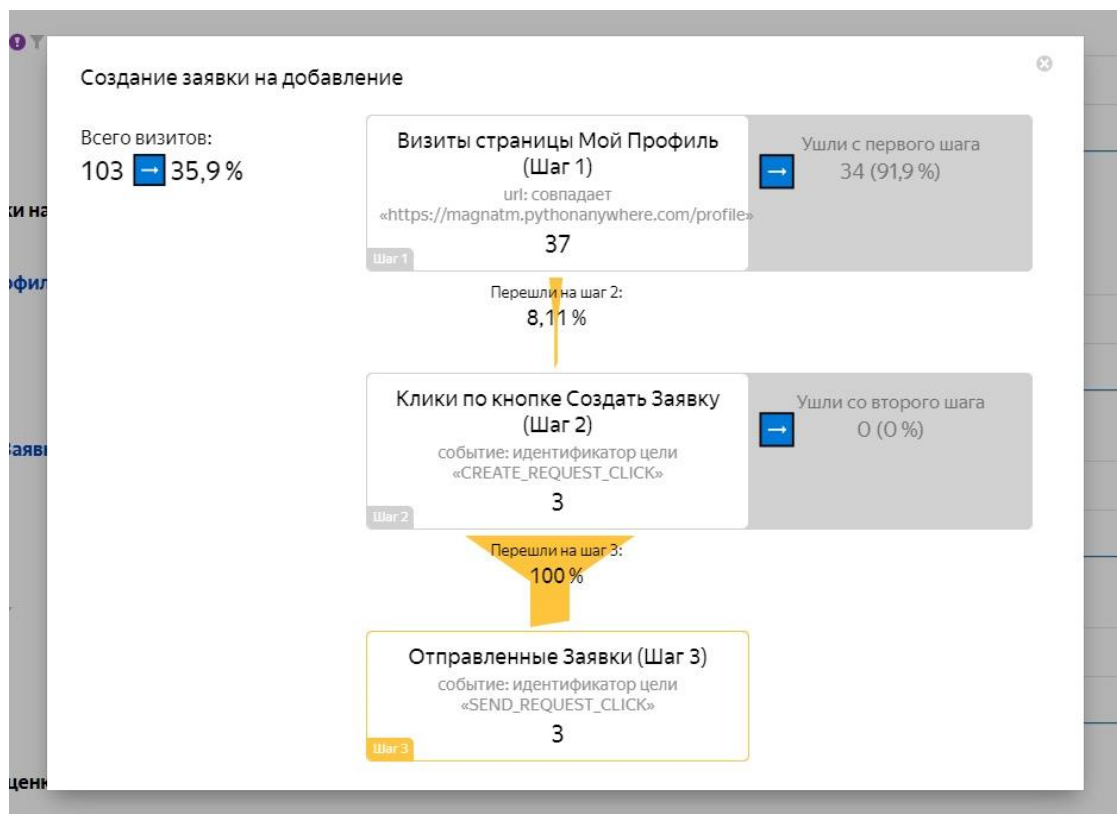 Создание заявки на добавление
Всего визитов:
103 → 35,9 %
Визиты страницы Мой Профиль
(Шаг 1)
url: совпадает
«https://magnatm.pythonanywhere.com/profile»
37
Шаг 1
Ушли с первого шага
→ 34 (91,9 %)
Перешли на шаг 2:
8,11 %
Клики по кнопке Создать Заявку
(Шаг 2)
событие: идентификатор цели
«CREATE_REQUEST_CLICK»
3
Шаг 2
Ушли со второго шага
→ 0 (0 %)
Перешли на шаг 3:
100 %
Отправленные Заявки (Шаг 3)
событие: идентификатор цели
«SEND_REQUEST_CLICK»
3
Шаг 3